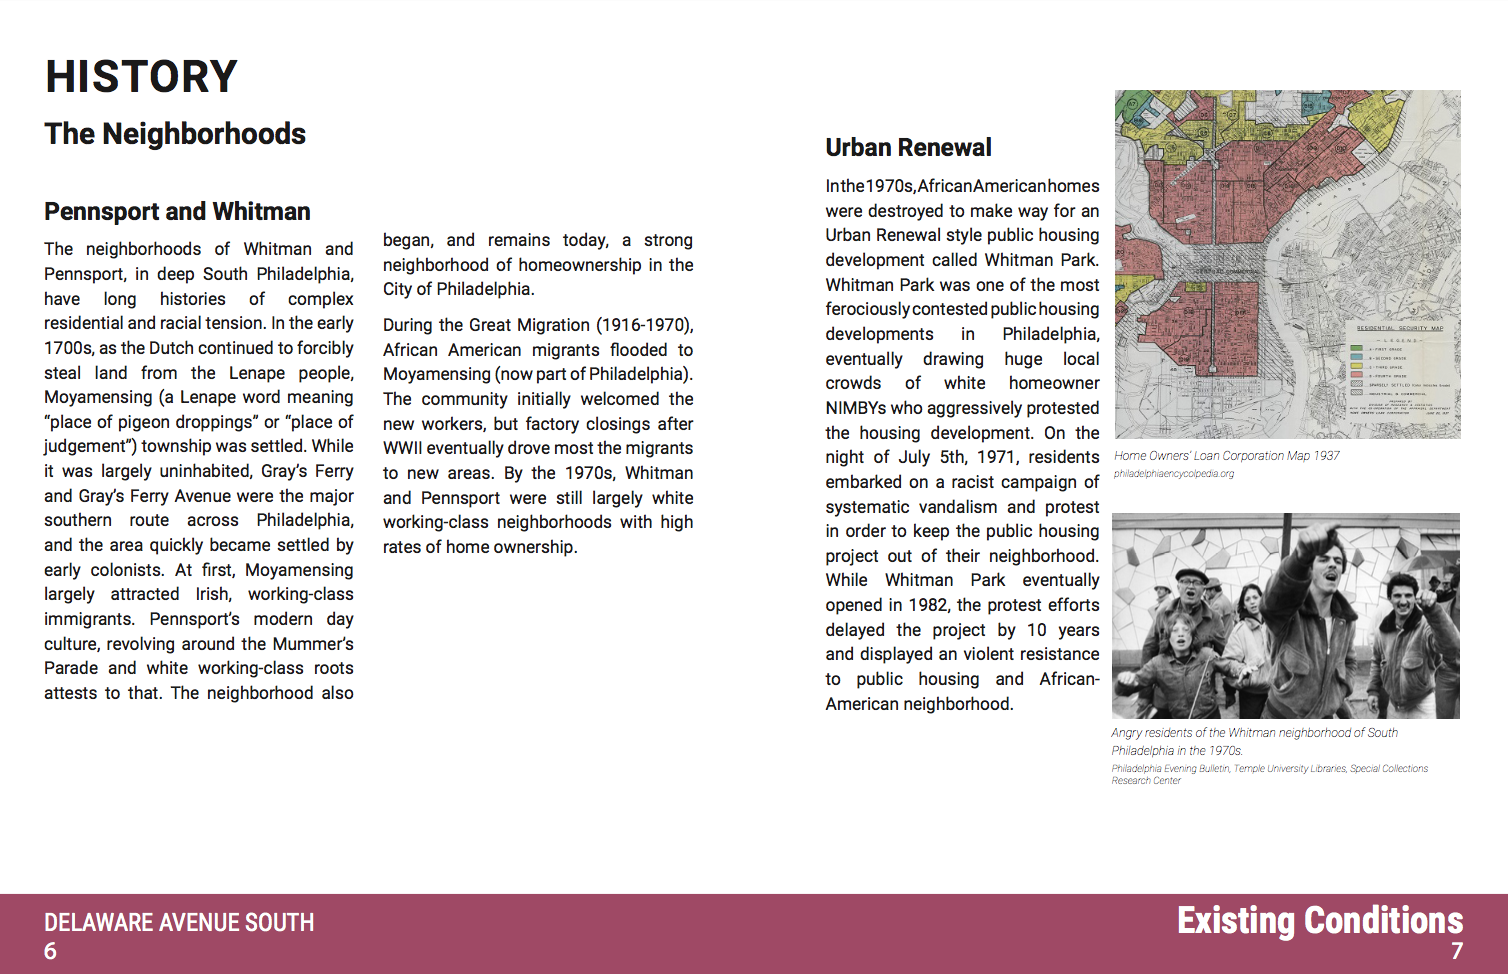 HISTORY
The Neighborhoods
Pennsport and Whitman
The neighborhoods of Whitman and
Pennsport, in deep South Philadelphia,
have long histories of complex
residential and racial tension. In the early
1700s, as the Dutch continued to forcibly
steal land from the Lenape people,
Moyamensing (a Lenape word meaning
“place of pigeon droppings” or “place of
judgement”) township was settled. While
it was largely uninhabited, Gray’s Ferry
and Gray’s Ferry Avenue were the major
southern route across Philadelphia,
and the area quickly became settled by
early colonists. At first, Moyamensing
largely attracted Irish, working-class
immigrants. Pennsport’s modern day
culture, revolving around the Mummer’s
Parade and white working-class roots
attests to that. The neighborhood also
began, and remains today, a strong
neighborhood of homeownership in the
City of Philadelphia.
During the Great Migration (1916-1970),
African American migrants flooded to
Moyamensing (now part of Philadelphia).
The community initially welcomed the
new workers, but factory closings after
WWII eventually drove most the migrants
to new areas. By the 1970s, Whitman
and Pennsport were still largely white
working-class neighborhoods with high
rates of home ownership.
Urban Renewal
In the 1970s, African American homes
were destroyed to make way for an
Urban Renewal style public housing
development called Whitman Park.
Whitman Park was one of the most
ferociously contested public housing
developments in Philadelphia,
eventually drawing huge local
crowds of white homeowner
NIMBYs who aggressively protested
the housing development. On the
night of July 5th, 1971, residents
embarked on a racist campaign of
systematic vandalism and protest
in order to keep the public housing
project out of their neighborhood.
While Whitman Park eventually
opened in 1982, the protest efforts
delayed the project by 10 years
and displayed an violent resistance
to public housing and African-
American neighborhood.
RESIDENTIAL SECURITY MAP
LEGEND
Home Owners’ Loan Corporation Map 1937
philadelphiaencycolpedia.org
Angry residents of the Whitman neighborhood of South
Philadelphia in the 1970s.
Philadelphia Evening Bulletin, Temple University Libraries, Special Collections
Research Center
DELAWARE AVENUE SOUTH
6
Existing Conditions
7